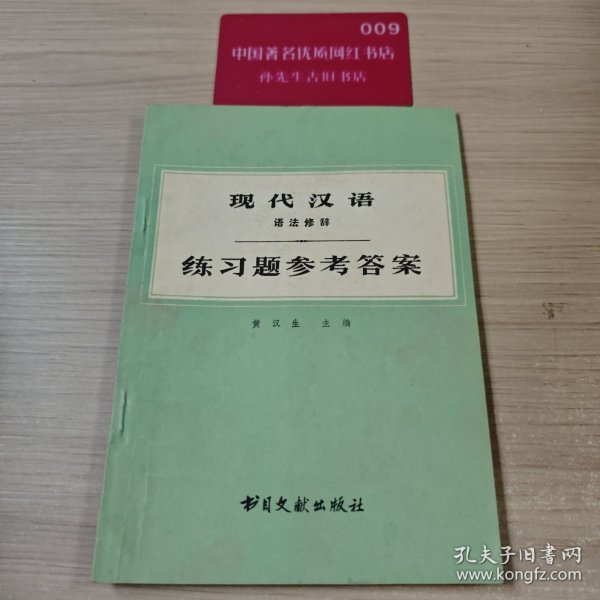 009
中国著名优质网红书店
孙先生古旧书店
现代汉语
语法修辞
练习题参考答案
黄汉生 主编
书目文献出版社
孔夫子旧书网
www.kongfz.com